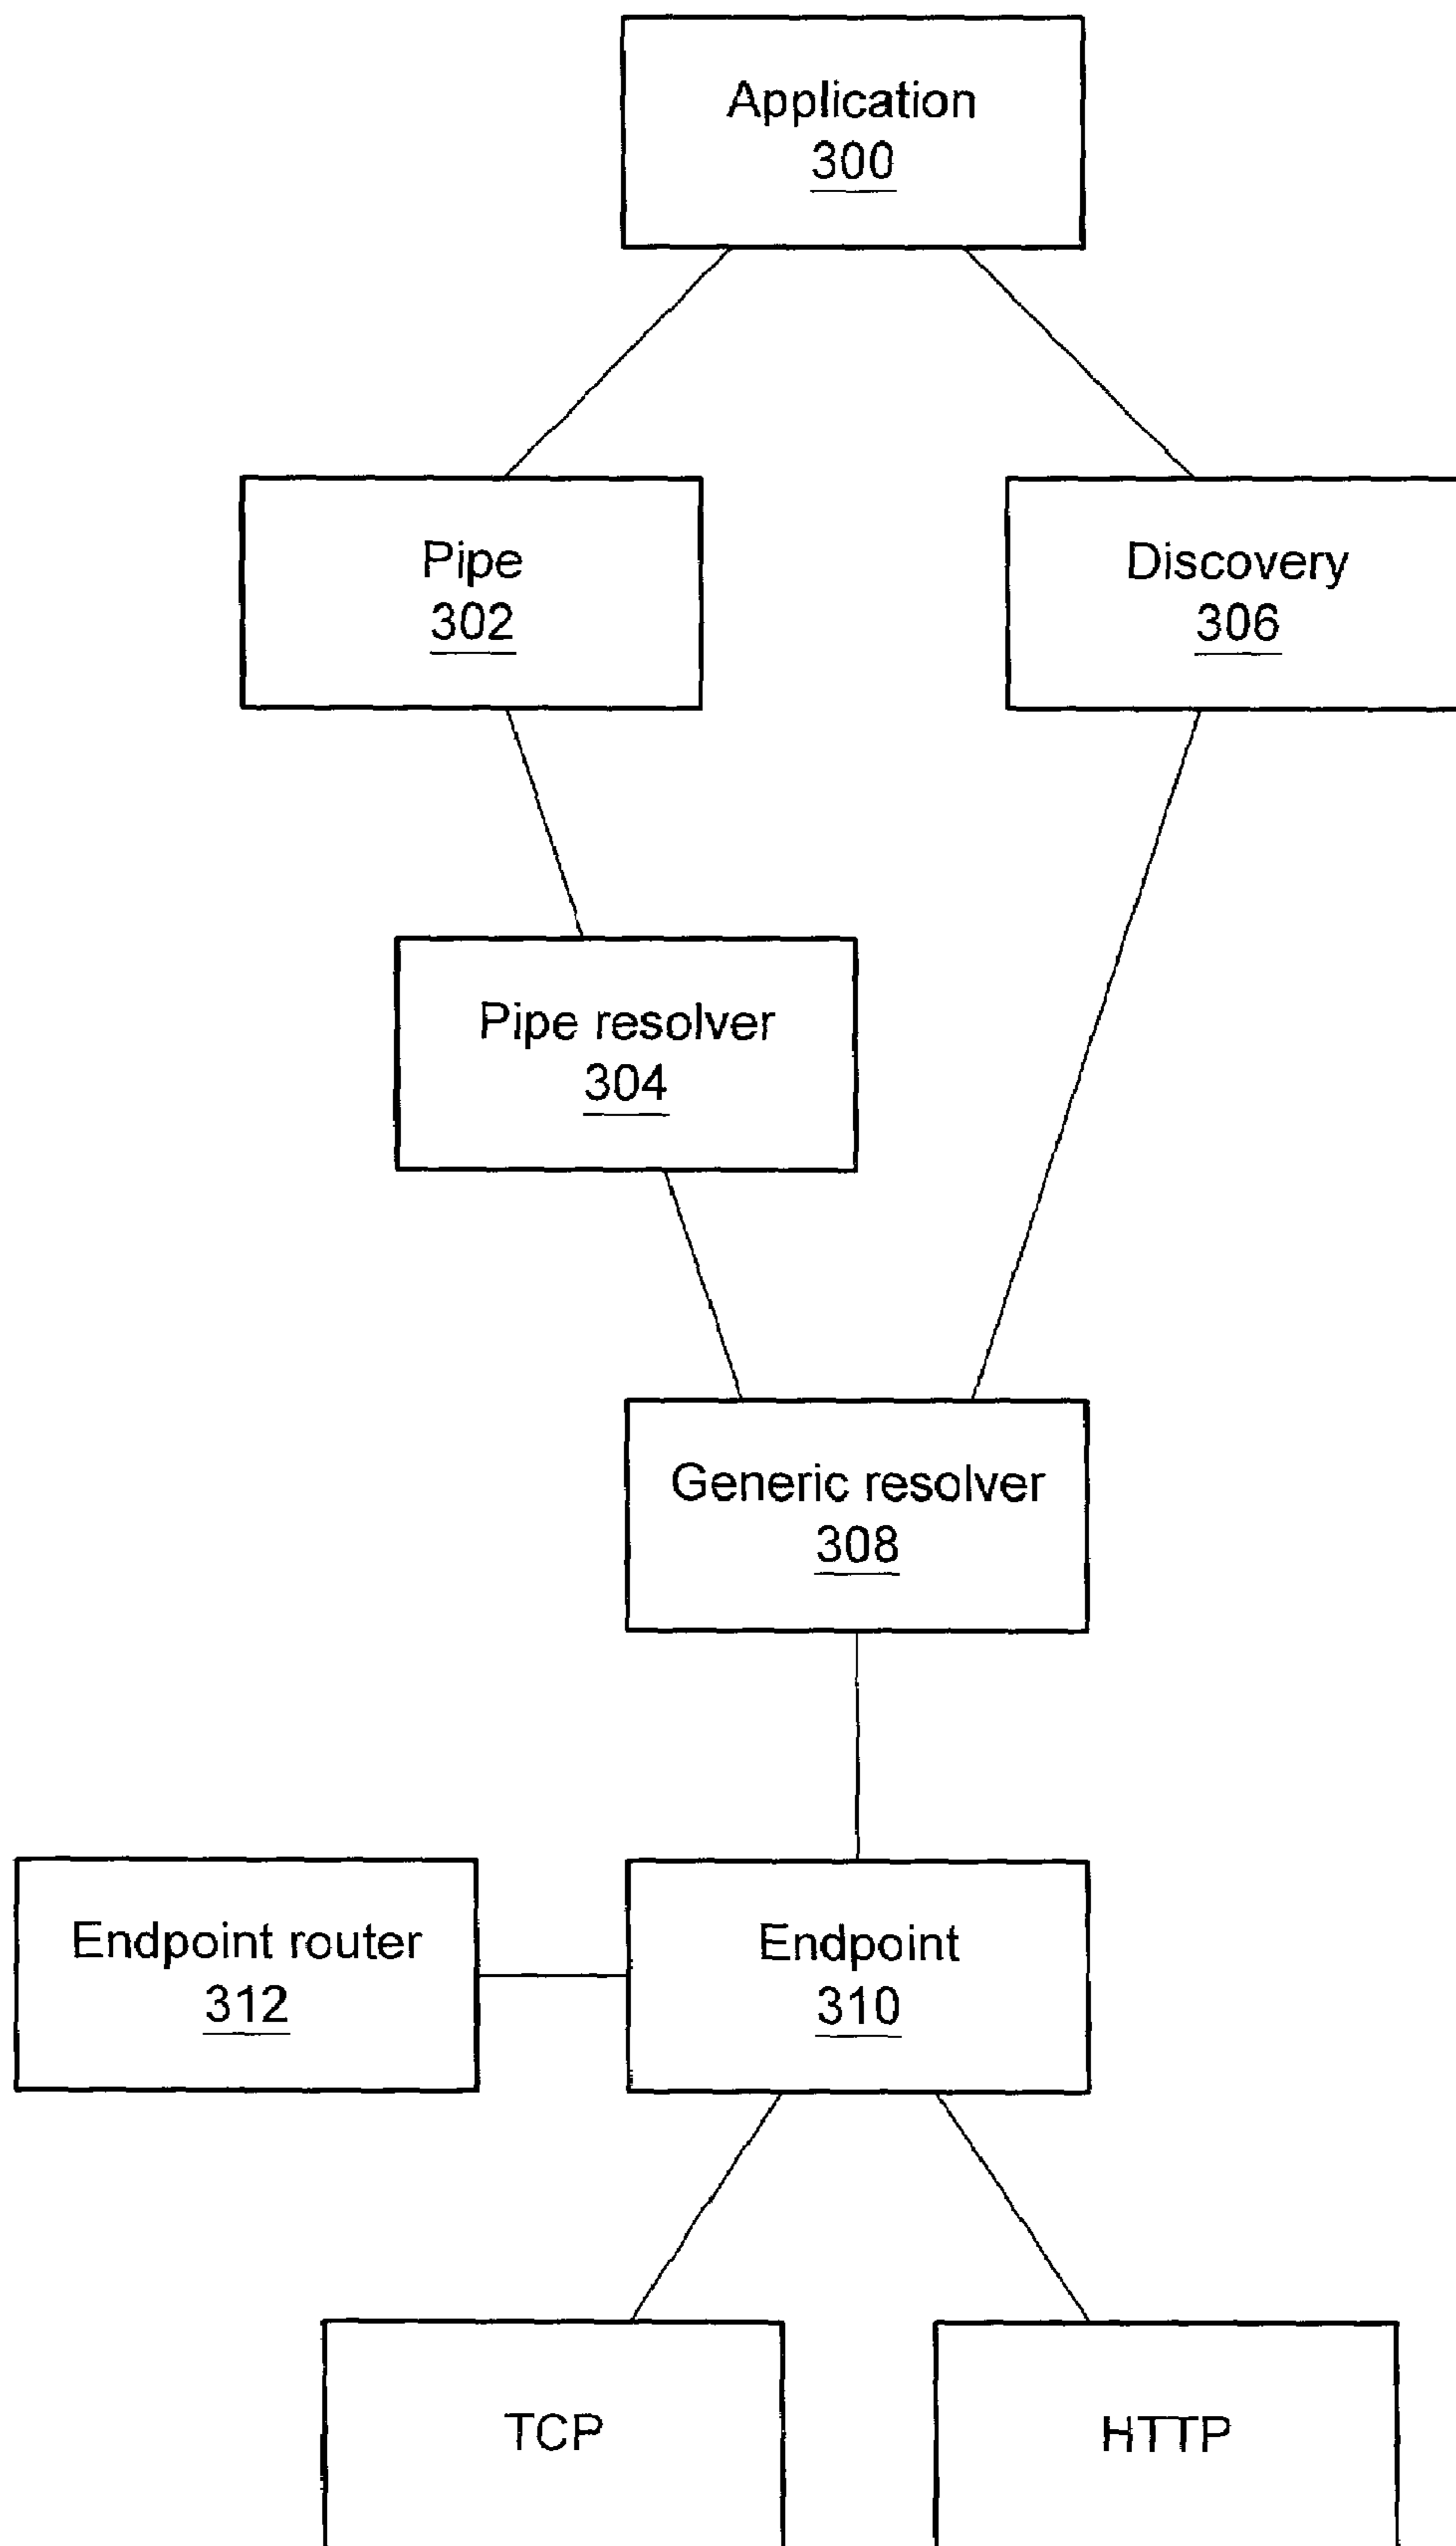 Application
300
Pipe
302
Discovery
306
Pipe resolver
304
Generic resolver
308
Endpoint router
312
Endpoint
310
TCP
HTTP